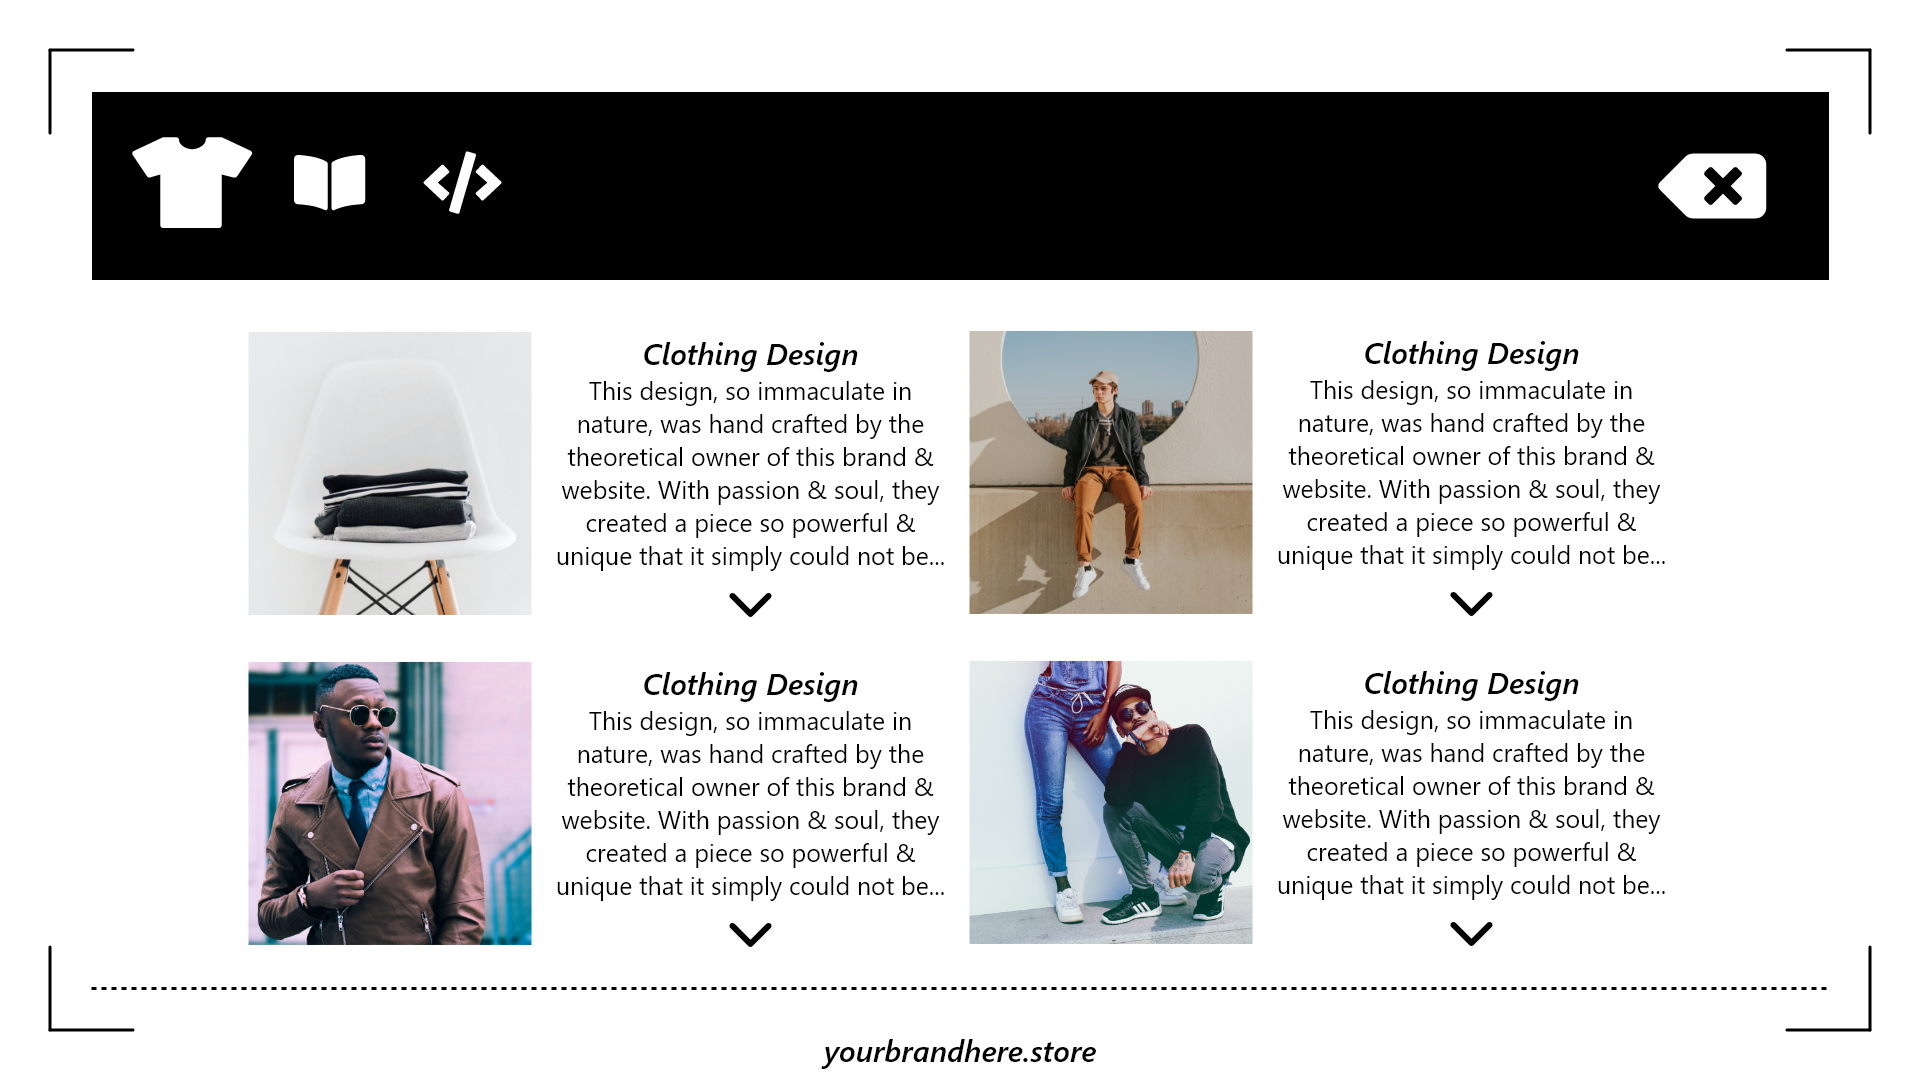 Clothing Design
This design, so immaculate in
nature, was hand crafted by the
theoretical owner of this brand &
website. With passion & soul, they
created a piece so powerful &
unique that it simply could not be...
Clothing Design
This design, so immaculate in
nature, was hand crafted by the
theoretical owner of this brand &
website. With passion & soul, they
created a piece so powerful &
unique that it simply could not be...
Clothing Design
This design, so immaculate in
nature, was hand crafted by the
theoretical owner of this brand &
website. With passion & soul, they
created a piece so powerful &
unique that it simply could not be...
Clothing Design
This design, so immaculate in
nature, was hand crafted by the
theoretical owner of this brand &
website. With passion & soul, they
created a piece so powerful &
unique that it simply could not be...
yourbrandhere.store